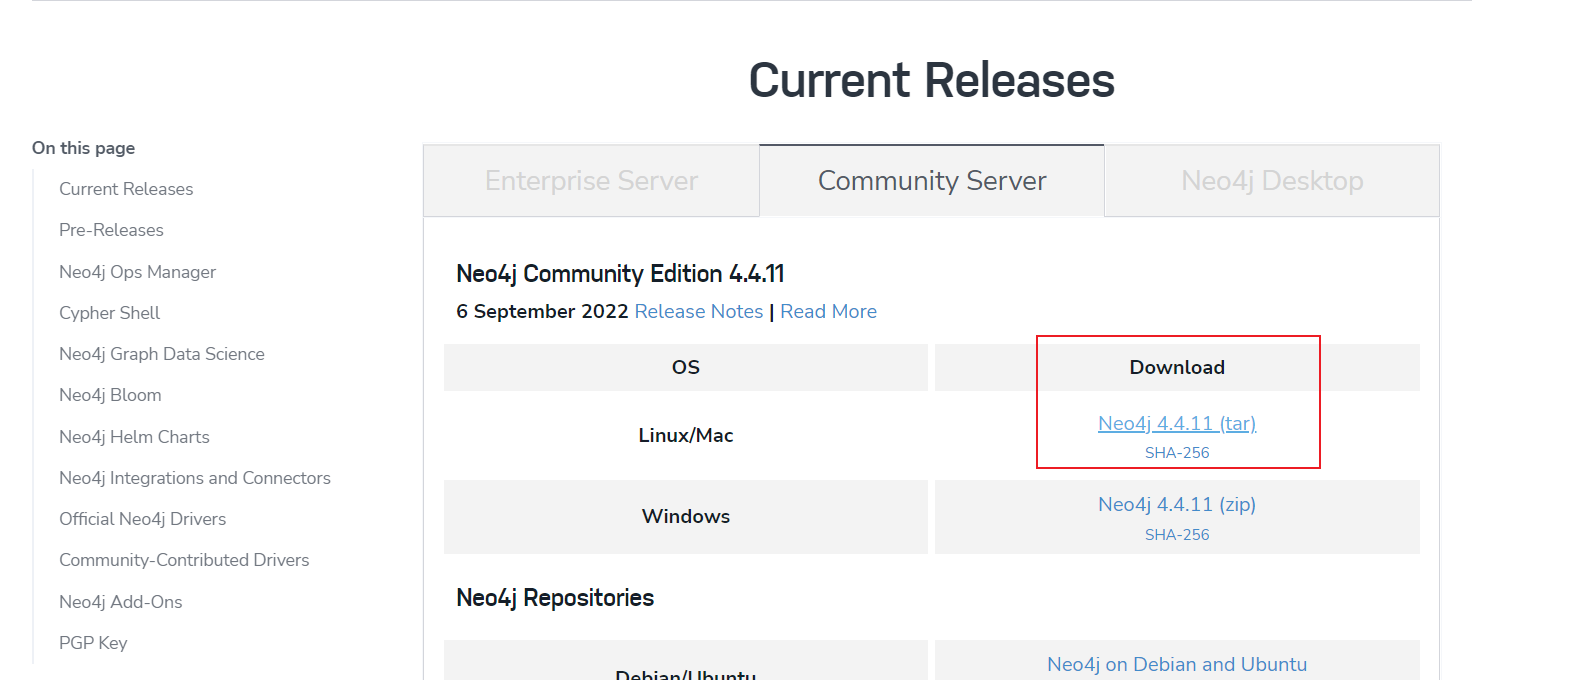 Current Releases
On this page
Current Releases
Pre-Releases
Neo4j Ops Manager
Cypher Shell
Neo4j Graph Data Science
Neo4j Bloom
Neo4j Helm Charts
Neo4j Integrations and Connectors
Official Neo4j Drivers
Community-Contributed Drivers
Neo4j Add-Ons
PGP Key
Enterprise Server Community Server Neo4j Desktop
Neo4j Community Edition 4.4.11
6 September 2022 Release Notes | Read More
OS Download
Linux/Mac Neo4j 4.4.11 (tar)
SHA-256
Windows Neo4j 4.4.11 (zip)
SHA-256
Neo4j Repositories
Debian/Ubuntu Neo4j on Debian and Ubuntu